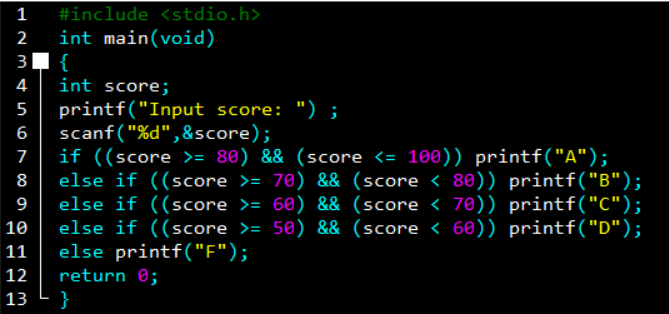 1 #include <stdio.h>
2 int main(void)
3 {
4 int score;
5 printf("Input score: ") ;
6 scanf("%d",&score);
7 if ((score >= 80) && (score <= 100)) printf("A");
8 else if ((score >= 70) && (score < 80)) printf("B");
9 else if ((score >= 60) && (score < 70)) printf("C");
10 else if ((score >= 50) && (score < 60)) printf("D");
11 else printf("F");
12 return 0;
13 }